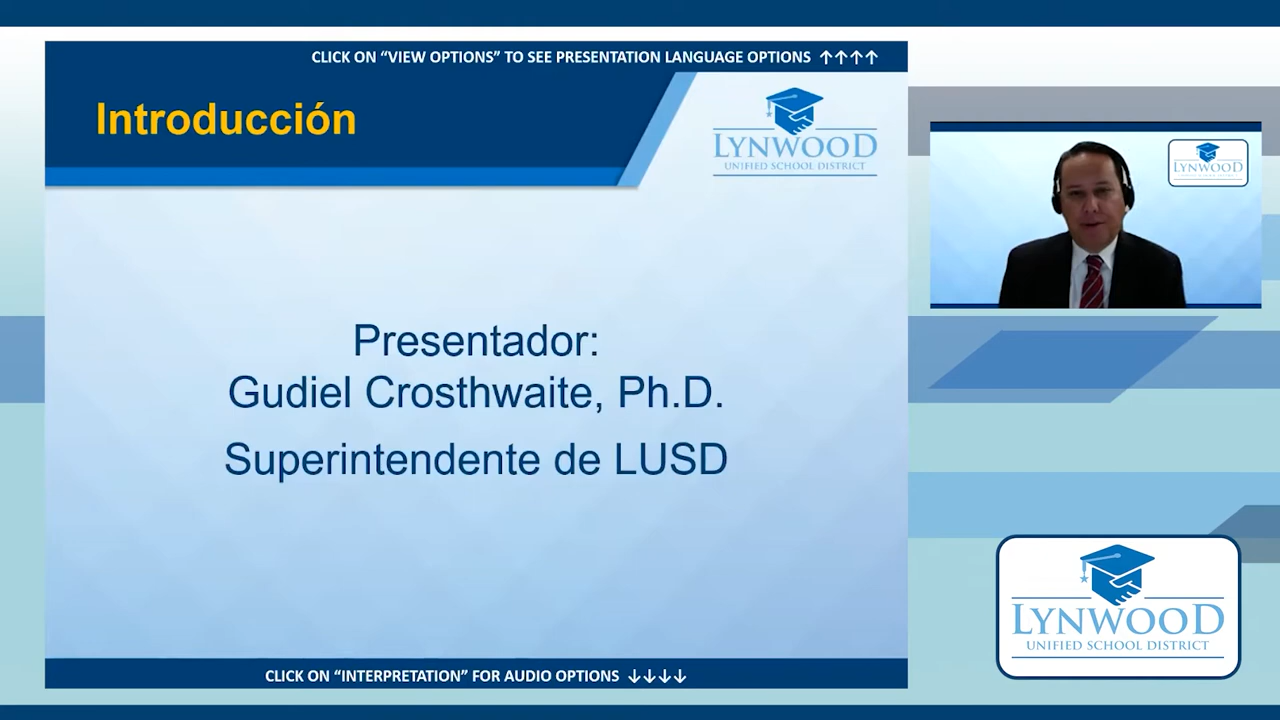 CLICK ON “VIEW OPTIONS” TO SEE PRESENTATION LANGUAGE OPTIONS ↑↑↑↑
Introducción
LYNWOOD
UNIFIED SCHOOL DISTRICT
LYNWOOD
Presentador:
Gudiel Crosthwaite, Ph.D.
Superintendente de LUSD
LYNWOOD
UNIFIED SCHOOL DISTRICT
CLICK ON “INTERPRETATION” FOR AUDIO OPTIONS ↓↓↓↓